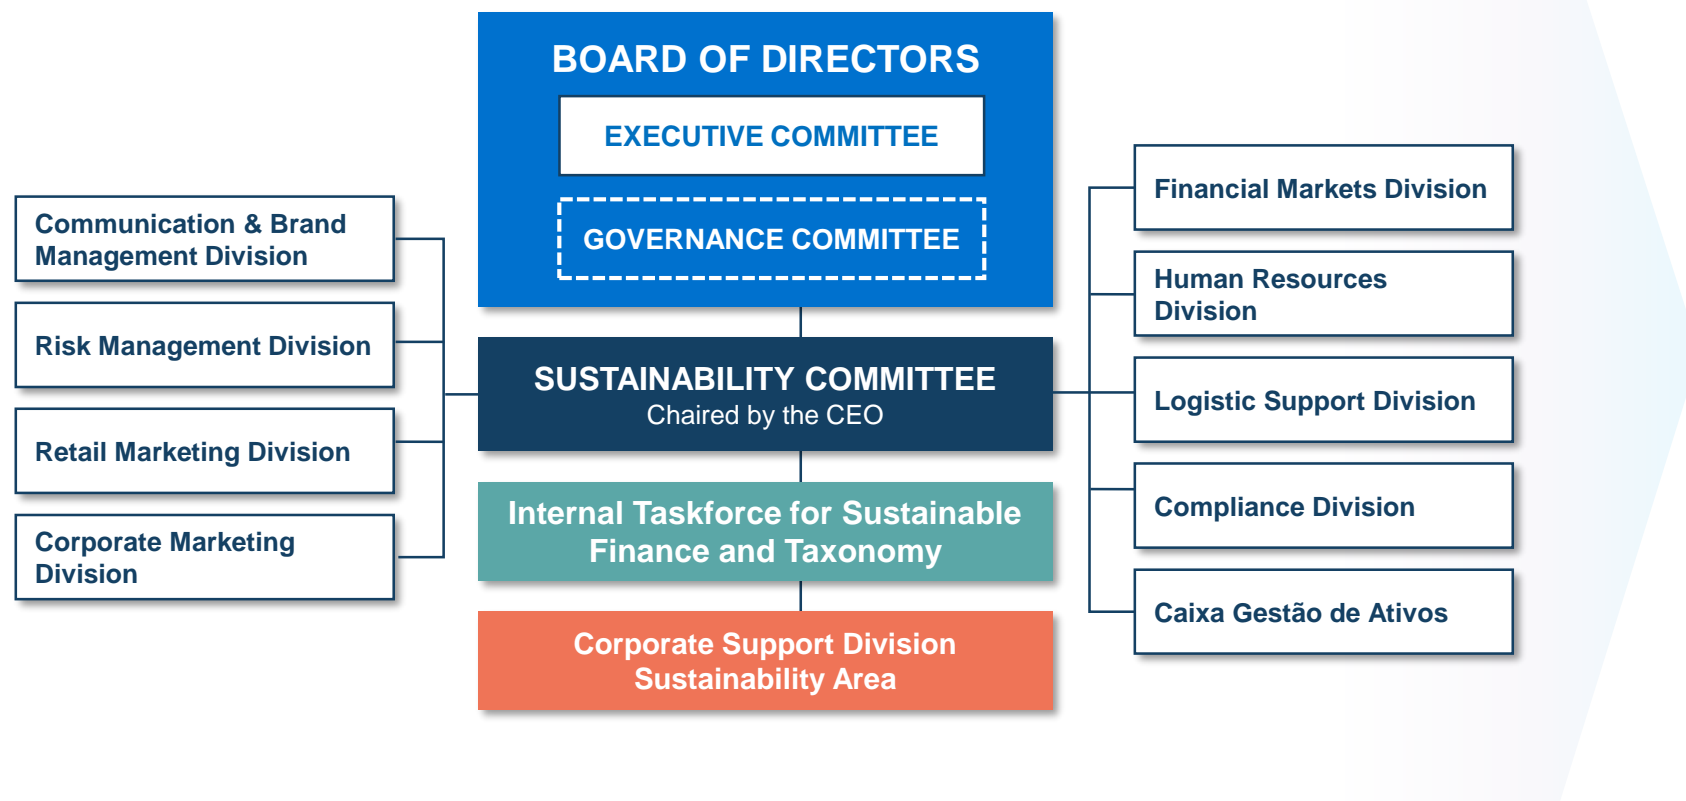 BOARD OF DIRECTORS
EXECUTIVE COMMITTEE
GOVERNANCE COMMITTEE
Communication & Brand
Management Division
Risk Management Division
Retail Marketing Division
Corporate Marketing
Division
SUSTAINABILITY COMMITTEE
Chaired by the CEO
Internal Taskforce for Sustainable
Finance and Taxonomy
Corporate Support Division
Sustainability Area
Financial Markets Division
Human Resources
Division
Logistic Support Division
Compliance Division
Caixa Gestão de Ativos